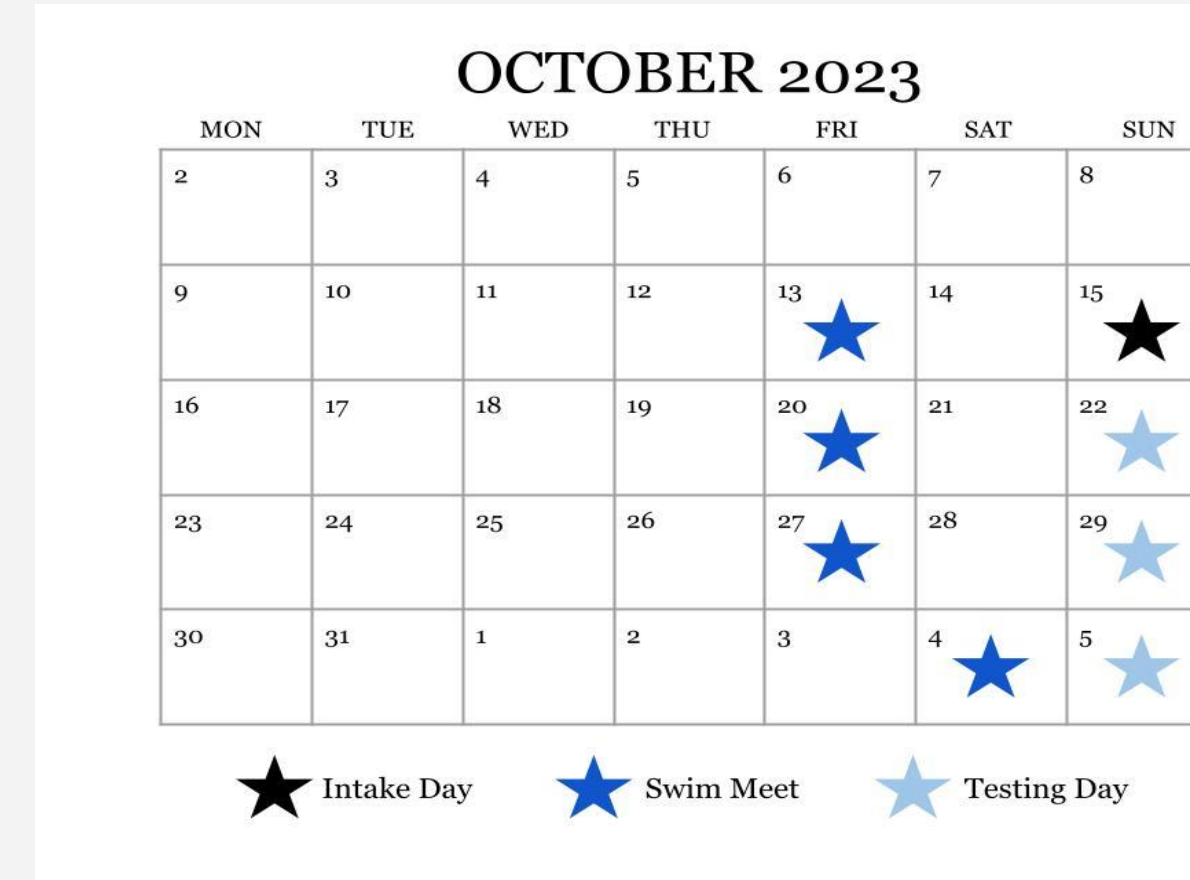 OCTOBER 2023
MON TUE WED THU FRI SAT SUN
2 3 4 5 6 7 8
9 10 11 12 13 14 15
16 17 18 19 20 21 22
23 24 25 26 27 28 29
30 31 1 2 3 4 5
Intake Day Swim Meet Testing Day